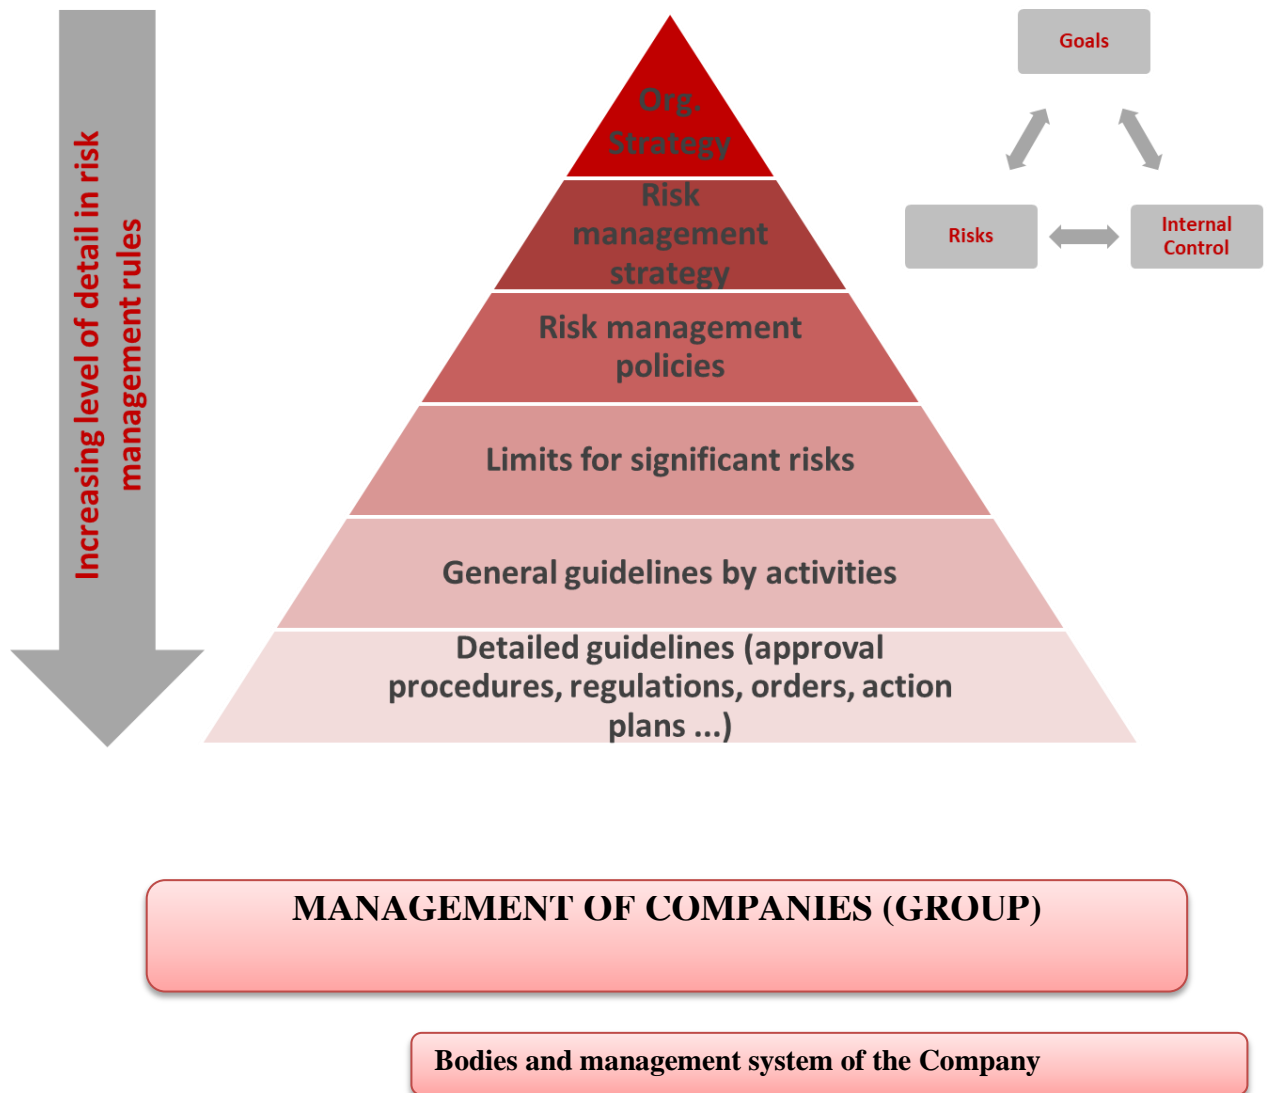 Increasing level of detail in risk
management rules
Org.
Strategy
Risk
management
strategy
Risk management
policies
Limits for significant risks
General guidelines by activities
Detailed guidelines (approval
procedures, regulations, orders, action
plans ...)
Goals
Risks
Internal
Control
MANAGEMENT OF COMPANIES (GROUP)
Bodies and management system of the Company